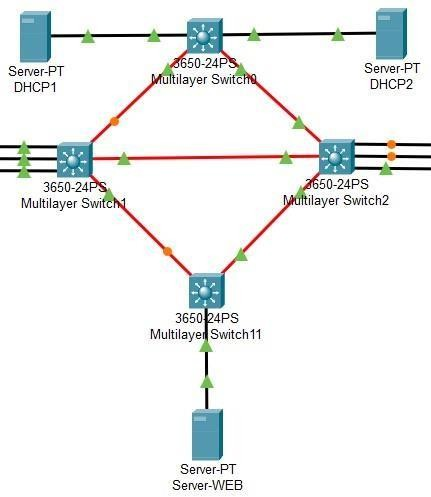 Server-PT
DHCP1
3650-24PS
Multilayer Switch0
Server-PT
DHCP2
3650-24PS
Multilayer Switch1
3650-24PS
Multilayer Switch2
3650-24PS
Multilayer Switch11
Server-PT
Server-WEB